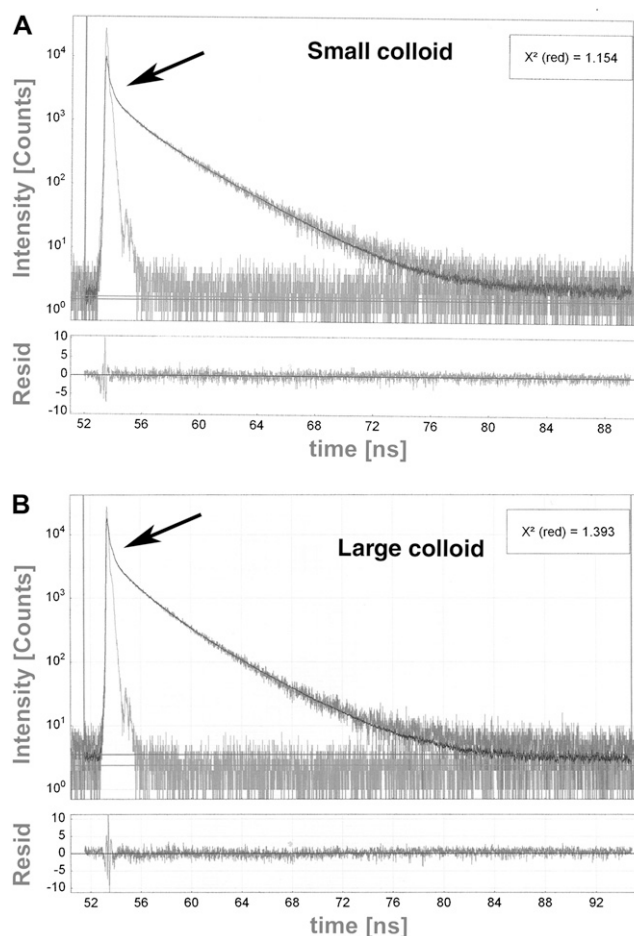 A
Small colloid
X² (red) = 1.154
Intensity [Counts]
10⁴
10³
10²
10¹
10⁰
Resid
10
5
0
-5
-10
52 56 60 64 68 72 76 80 84 88
time [ns]
B
Large colloid
X² (red) = 1.393
Intensity [Counts]
10⁴
10³
10²
10¹
10⁰
Resid
10
5
0
-5
-10
52 56 60 64 68 72 76 80 84 88 92
time [ns]